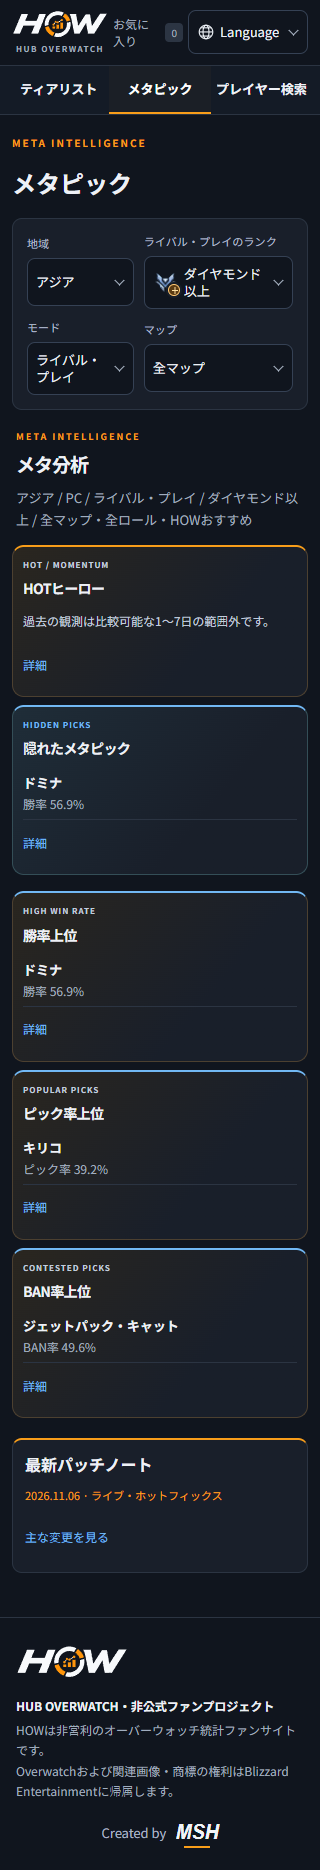 HOW
HUB OVERWATCH
お気に
入り
0
Language
ティアリスト
メタピック
プレイヤー検索
META INTELLIGENCE
メタピック
地域
ライバル・プレイのランク
アジア
ダイヤモンド
以上
モード
マップ
ライバル・
プレイ
全マップ
META INTELLIGENCE
メタ分析
アジア / PC / ライバル・プレイ / ダイヤモンド以
上 / 全マップ・全ロール・HOWおすすめ
HOT / MOMENTUM
HOTヒーロー
過去の観測は比較可能な1〜7日の範囲外です。
詳細
HIDDEN PICKS
隠れたメタピック
ドミナ
勝率 56.9%
詳細
HIGH WIN RATE
勝率上位
ドミナ
勝率 56.9%
詳細
POPULAR PICKS
ピック率上位
キリコ
ピック率 39.2%
詳細
CONTESTED PICKS
BAN率上位
ジェットパック・キャット
BAN率 49.6%
詳細
最新パッチノート
2026.11.06 · ライブ・ホットフィックス
主な変更を見る
HOW
HUB OVERWATCH・非公式ファンプロジェクト
HOWは非営利のオーバーウォッチ統計ファンサイト
です。
Overwatchおよび関連画像・商標の権利はBlizzard
Entertainmentに帰属します。
Created by MSH